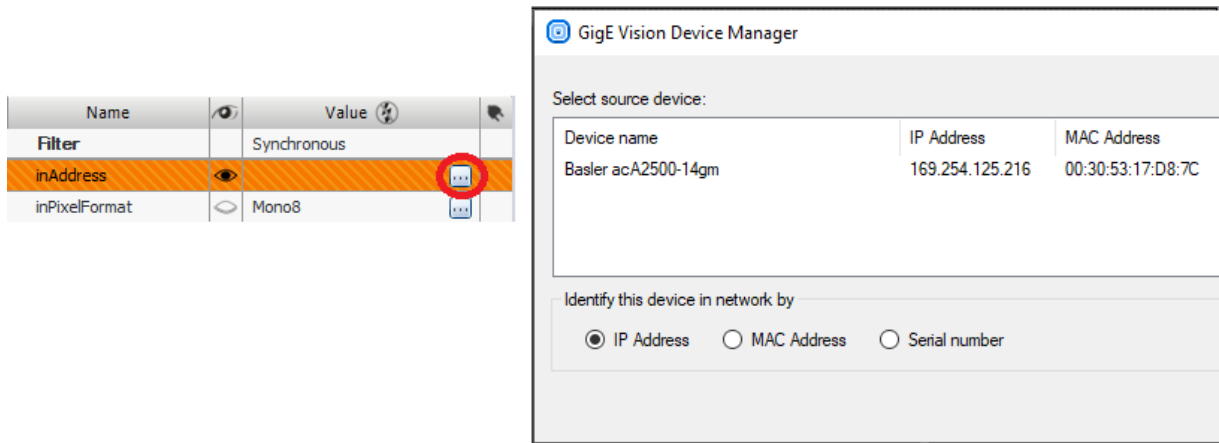 Name Value
Filter Synchronous
inAddress ...
inPixelFormat Mono8 ...
GigE Vision Device Manager
Select source device:
Device name IP Address MAC Address
Basler acA2500-14gm 169.254.125.216 00:30:53:17:D8:7C
Identify this device in network by
IP Address MAC Address Serial number